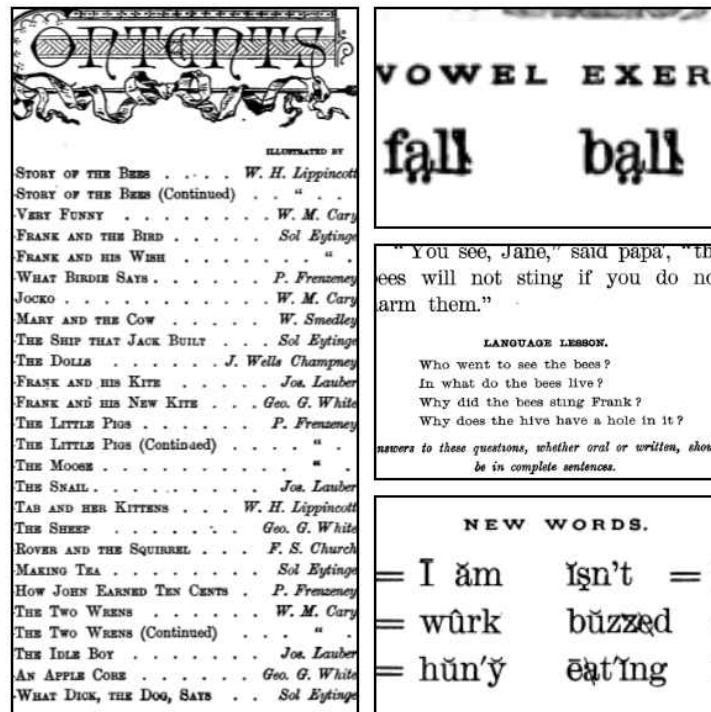 ONTENTS
ILLUSTRATED BY
STORY OF THE BEES . . . . . W. H. Lippincott
STORY OF THE BEES (Continued) . . " .
VERY FUNNY . . . . . . . . W. M. Cary
FRANK AND THE BIRD . . . . . Sol Eytinge
FRANK AND HIS WISH . . . . . . " .
WHAT BIRDIE SAYS . . . . . . P. Frenzeney
JOCKO . . . . . . . . . . W. M. Cary
MARY AND THE COW . . . . . W. Smedley
THE SHIP THAT JACK BUILT . . . Sol Eytinge
THE DOLLS . . . . . . J. Wells Champney
FRANK AND HIS KITE . . . . . Jos. Lauber
FRANK AND HIS NEW KITE . . . Geo. G. White
THE LITTLE PIGS . . . . . . P. Frenzeney
THE LITTLE PIGS (Continued) . . . . " .
THE MOOSE . . . . . . . . . . " .
THE SNAIL . . . . . . . . . Jos. Lauber
TAB AND HER KITTENS . . . W. H. Lippincott
THE SHEEP . . . . . . Geo. G. White
ROVER AND THE SQUIRREL . . . F. S. Church
MAKING TEA . . . . . . . . Sol Eytinge
HOW JOHN EARNED TEN CENTS . P. Frenzeney
THE TWO WRENS . . . . . . W. M. Cary
THE TWO WRENS (Continued) . . . " .
THE IDLE BOY . . . . . . . Jos. Lauber
AN APPLE CORE . . . . . . Geo. G. White
WHAT DICK, THE DOG, SAYS . . Sol Eytinge
VOWEL EXER
fa̤ll ba̤ll
"You see, Jane," said papa, "th
ees will not sting if you do no
arm them."
LANGUAGE LESSON.
Who went to see the bees?
In what do the bees live?
Why did the bees sting Frank?
Why does the hive have a hole in it?
nswers to these questions, whether oral or written, shou
be in complete sentences.
NEW WORDS.
= Ī ăm ĭs̱n't =
= wûrk bŭzzed
= hŭn'y̆ ēat'ĭng